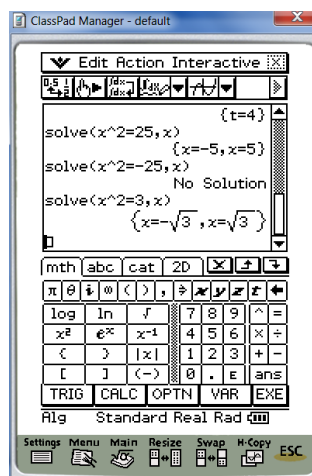 ClassPad Manager - default
X
Edit Action Interactive
{t=4}
solve(x^2=25,x)
{x=-5,x=5}
solve(x^2=-25,x)
No Solution
solve(x^2=3,x)
{x=-√3,x=√3}
mth abc cat 2D
π θ i ∞ ( ) , ⇒ x y z t
log ln √ 7 8 9 ^ =
x² eˣ x⁻¹ 4 5 6 × ÷
{ } |x| 1 2 3 + −
[ ] (−) 0 . E ans
TRIG CALC OPTN VAR EXE
Alg Standard Real Rad
Settings Menu Main Resize Swap H-Copy ESC